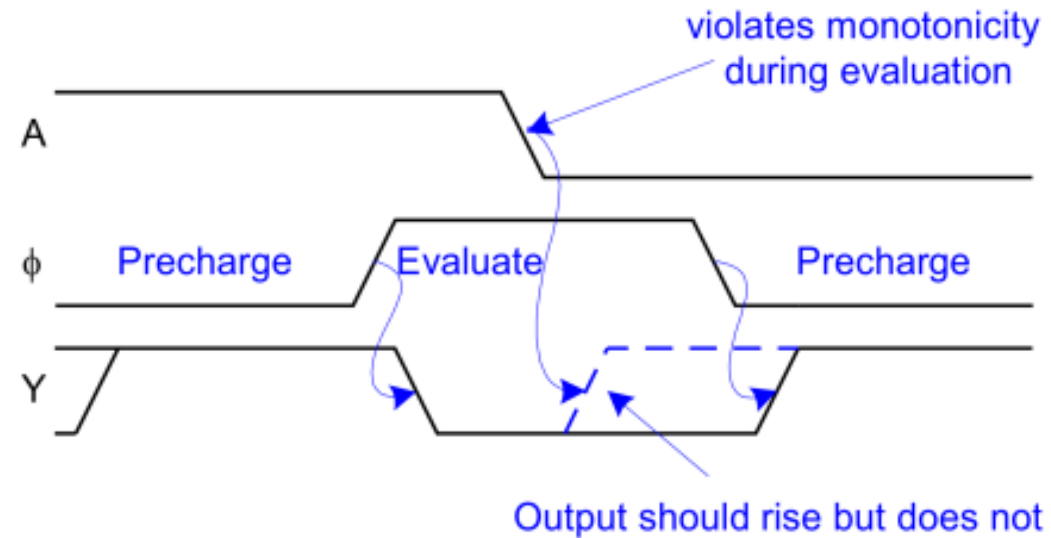 violates monotonicity
during evaluation
A
ϕ
Precharge
Evaluate
Precharge
Y
Output should rise but does not